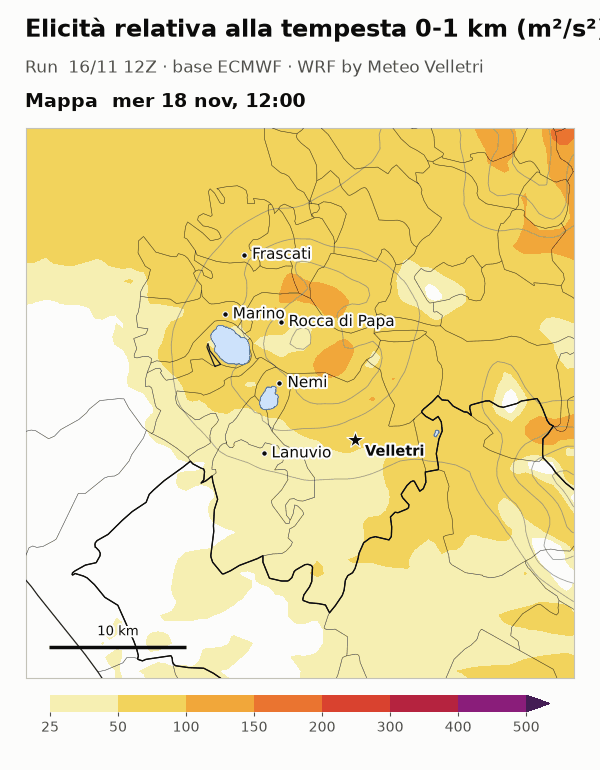 Elicità relativa alla tempesta 0-1 km (m²/s²)
Run  16/11 12Z · base ECMWF · WRF by Meteo Velletri
Mappa  mer 18 nov, 12:00
Frascati
Marino
Rocca di Papa
Nemi
Velletri
Lanuvio
10 km
25 50 100 150 200 300 400 500